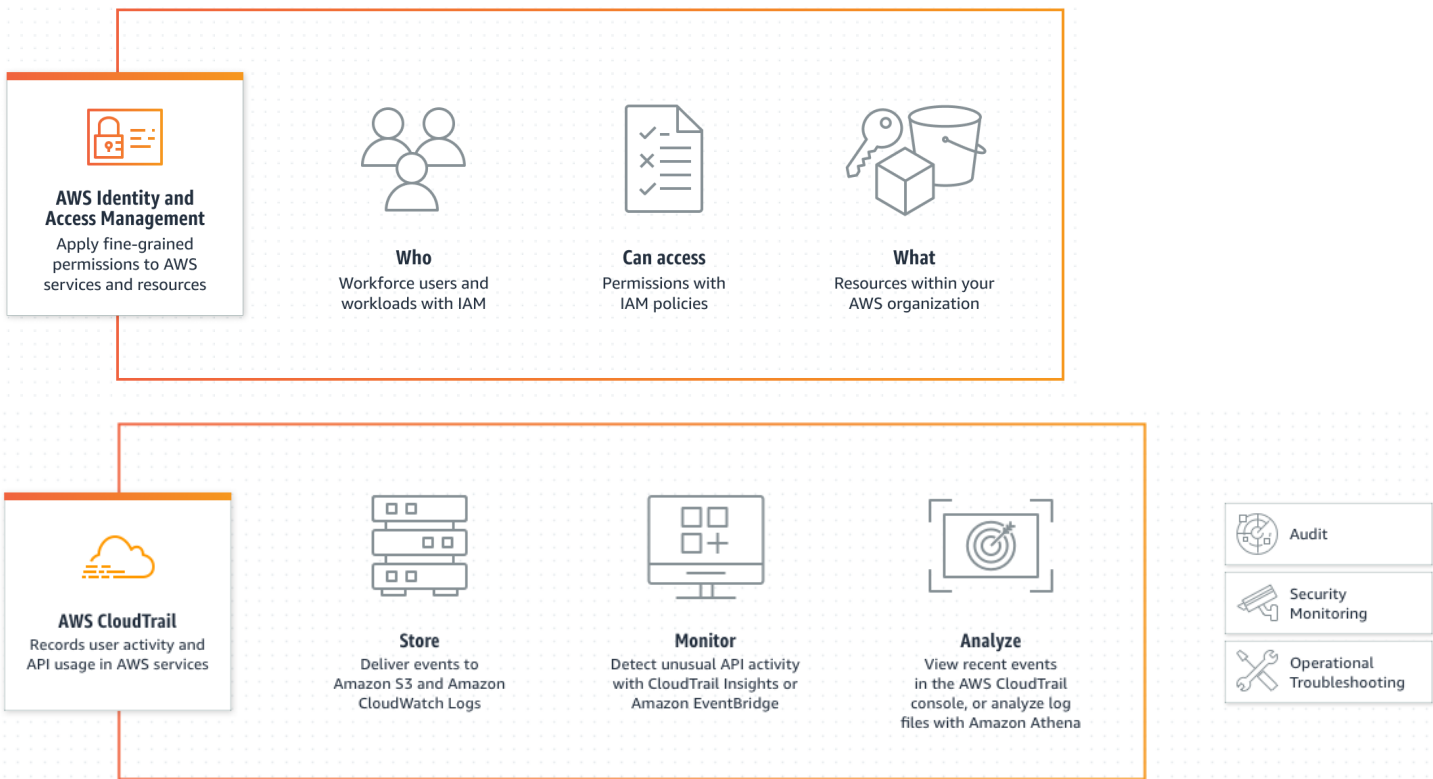 AWS Identity and
Access Management
Apply fine-grained
permissions to AWS
services and resources
Who
Workforce users and
workloads with IAM
Can access
Permissions with
IAM policies
What
Resources within your
AWS organization
AWS CloudTrail
Records user activity and
API usage in AWS services
Store
Deliver events to
Amazon S3 and Amazon
CloudWatch Logs
Monitor
Detect unusual API activity
with CloudTrail Insights or
Amazon EventBridge
Analyze
View recent events
in the AWS CloudTrail
console, or analyze log
files with Amazon Athena
Audit
Security
Monitoring
Operational
Troubleshooting